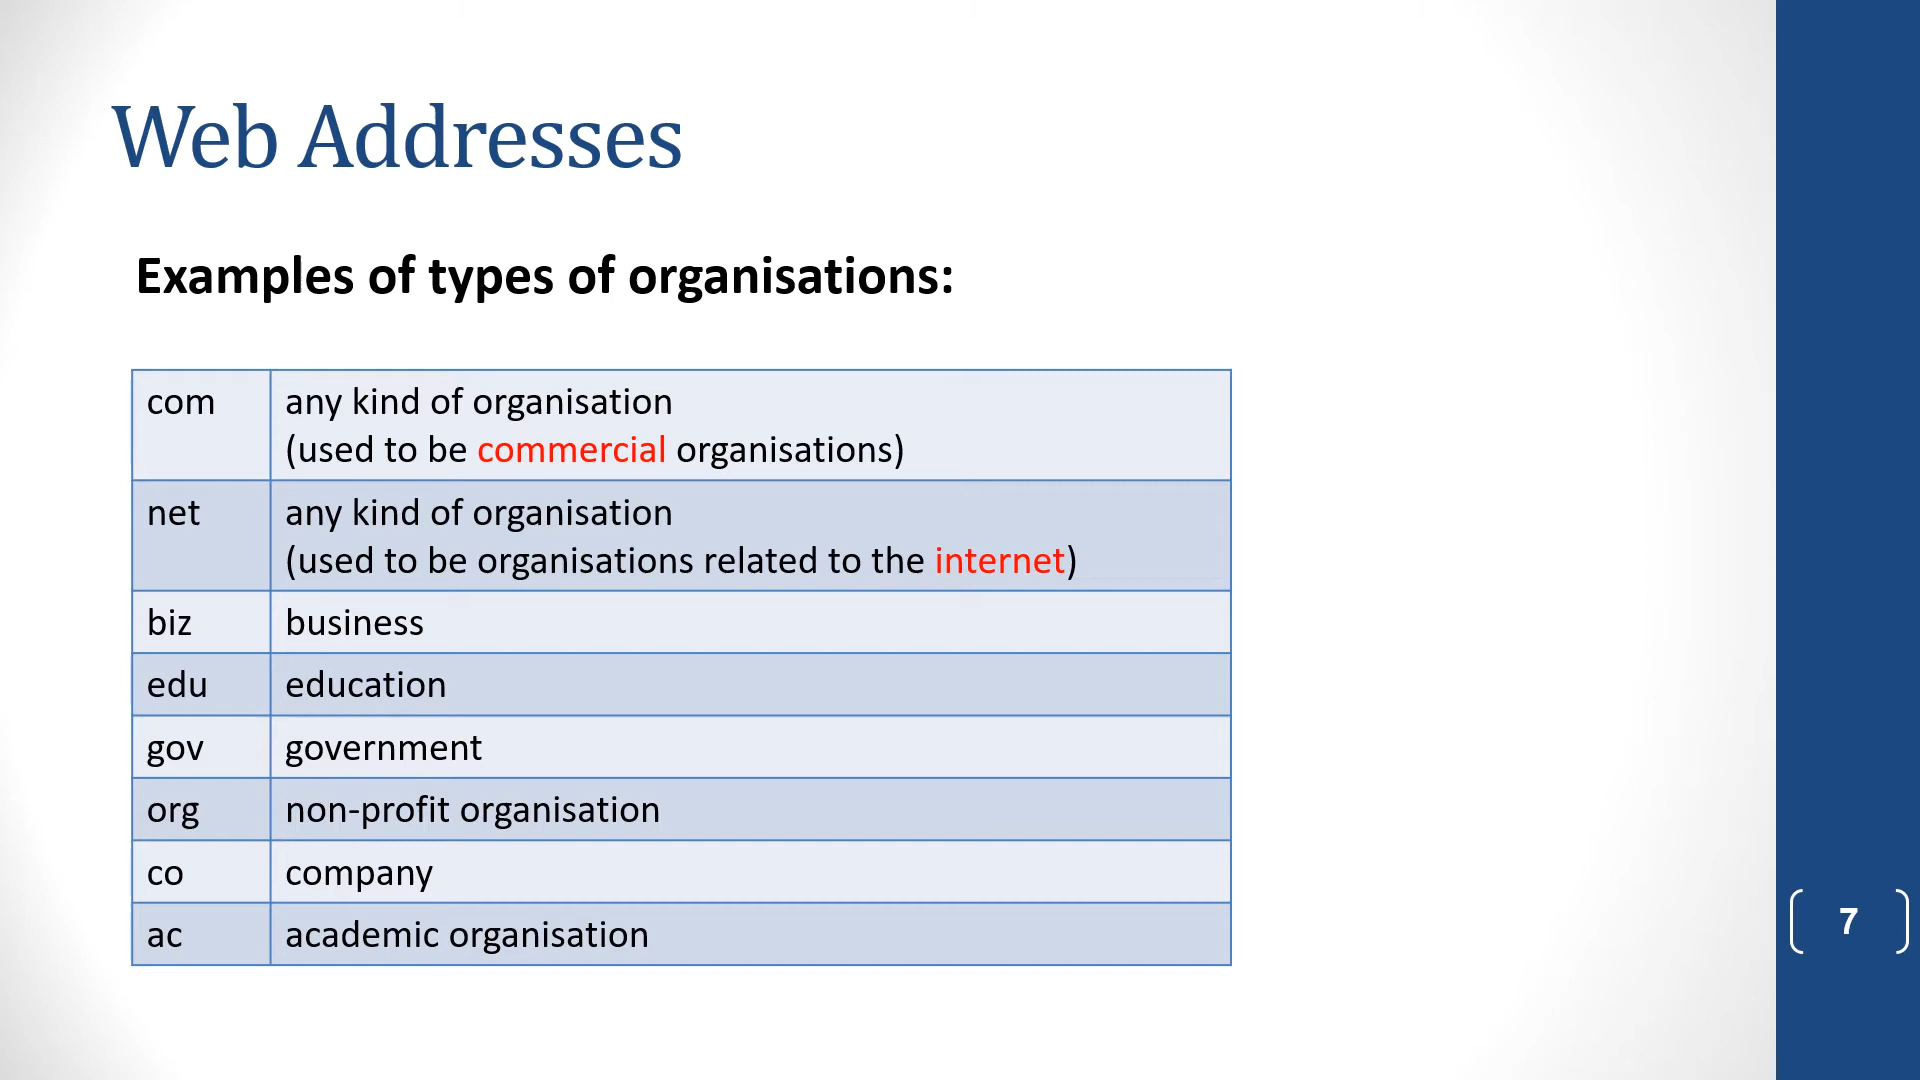 Web Addresses
Examples of types of organisations:
com any kind of organisation
(used to be commercial organisations)
net any kind of organisation
(used to be organisations related to the internet)
biz business
edu education
gov government
org non-profit organisation
co company
ac academic organisation
7